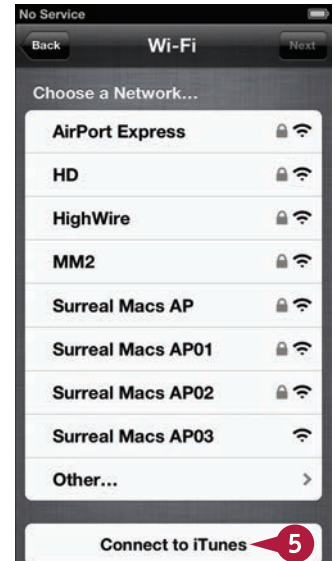 No Service
Back Wi-Fi Next
Choose a Network...
AirPort Express
HD
HighWire
MM2
Surreal Macs AP
Surreal Macs AP01
Surreal Macs AP02
Surreal Macs AP03
Other...
Connect to iTunes 5